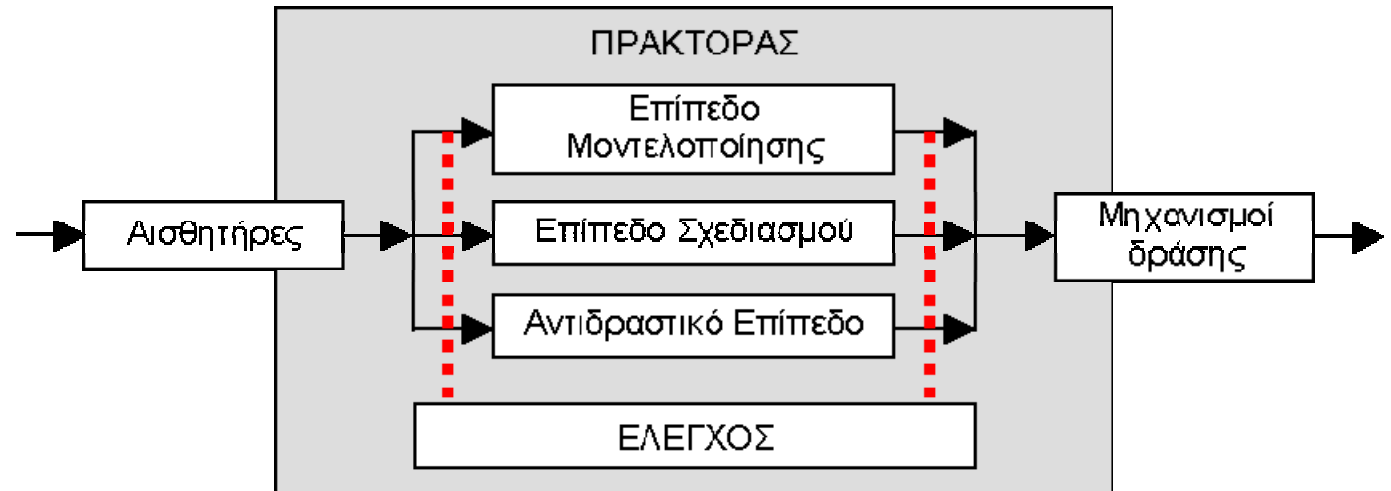 ΠΡΑΚΤΟΡΑΣ
Επίπεδο
Μοντελοποίησης
Αισθητήρες
Επίπεδο Σχεδιασμού
Μηχανισμοί
δράσης
Αντιδραστικό Επίπεδο
ΕΛΕΓΧΟΣ